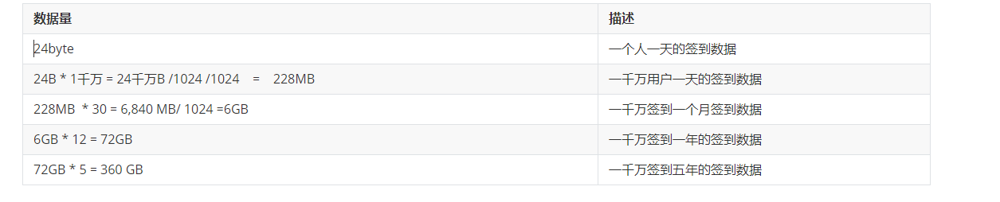 数据量 描述
24byte 一个人一天的签到数据
24B * 1千万 = 24千万B /1024 /1024 = 228MB 一千万用户一天的签到数据
228MB * 30 = 6,840 MB/ 1024 =6GB 一千万签到一个月签到数据
6GB * 12 = 72GB 一千万签到一年的签到数据
72GB * 5 = 360 GB 一千万签到五年的签到数据